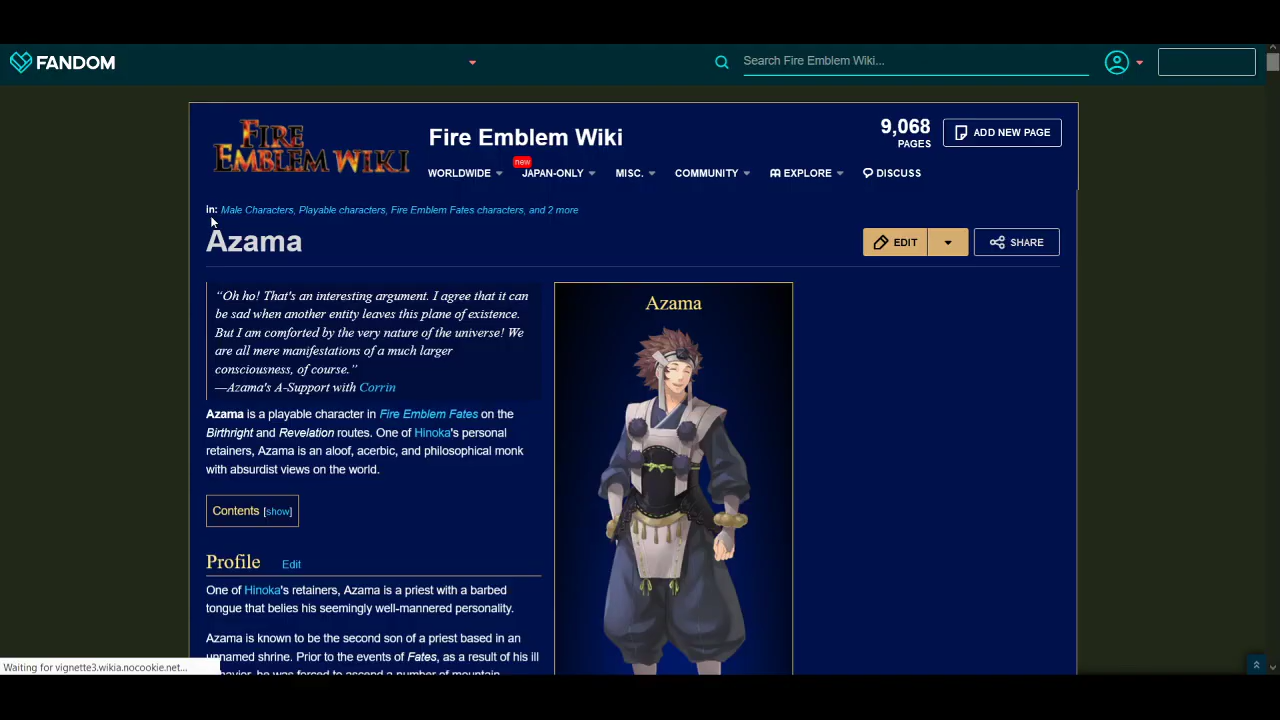 FANDOM
Search Fire Emblem Wiki...
FIRE
EMBLEM WIKI
Fire Emblem Wiki
9,068
PAGES
ADD NEW PAGE
new
WORLDWIDE JAPAN-ONLY MISC. COMMUNITY EXPLORE DISCUSS
in: Male Characters, Playable characters, Fire Emblem Fates characters, and 2 more
Azama
EDIT
SHARE
“Oh ho! That's an interesting argument. I agree that it can
be sad when another entity leaves this plane of existence.
But I am comforted by the very nature of the universe! We
are all mere manifestations of a much larger
consciousness, of course.”
—Azama's A-Support with Corrin
Azama is a playable character in Fire Emblem Fates on the
Birthright and Revelation routes. One of Hinoka's personal
retainers, Azama is an aloof, acerbic, and philosophical monk
with absurdist views on the world.
Contents [show]
Profile Edit
One of Hinoka's retainers, Azama is a priest with a barbed
tongue that belies his seemingly well-mannered personality.
Azama is known to be the second son of a priest based in an
unnamed shrine. Prior to the events of Fates, as a result of his ill
behavior, he was forced to ascend a number of mountain
Azama
Waiting for vignette3.wikia.nocookie.net...